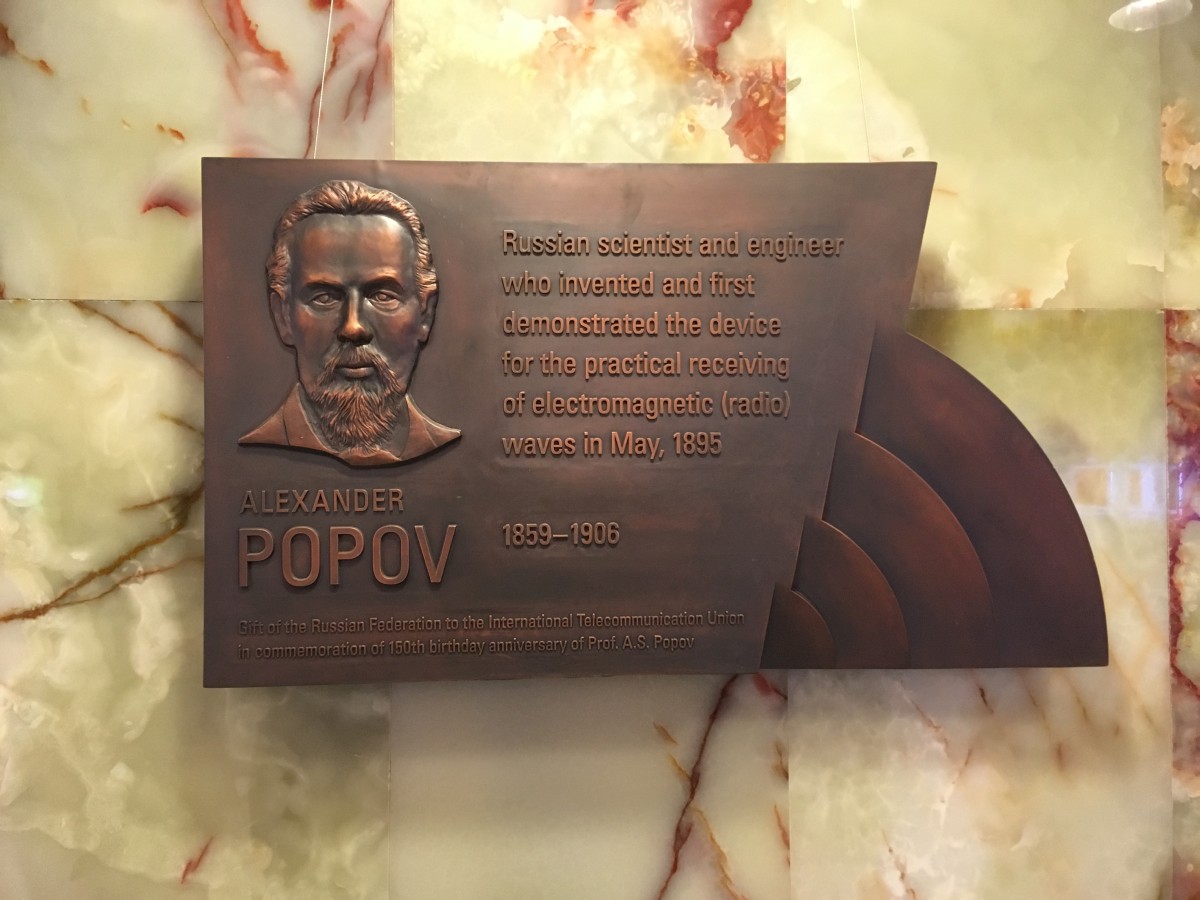 Russian scientist and engineer
who invented and first
demonstrated the device
for the practical receiving
of electromagnetic (radio)
waves in May, 1895
ALEXANDER
POPOV
1859–1906
Gift of the Russian Federation to the International Telecommunication Union
in commemoration of 150th birthday anniversary of Prof. A.S. Popov